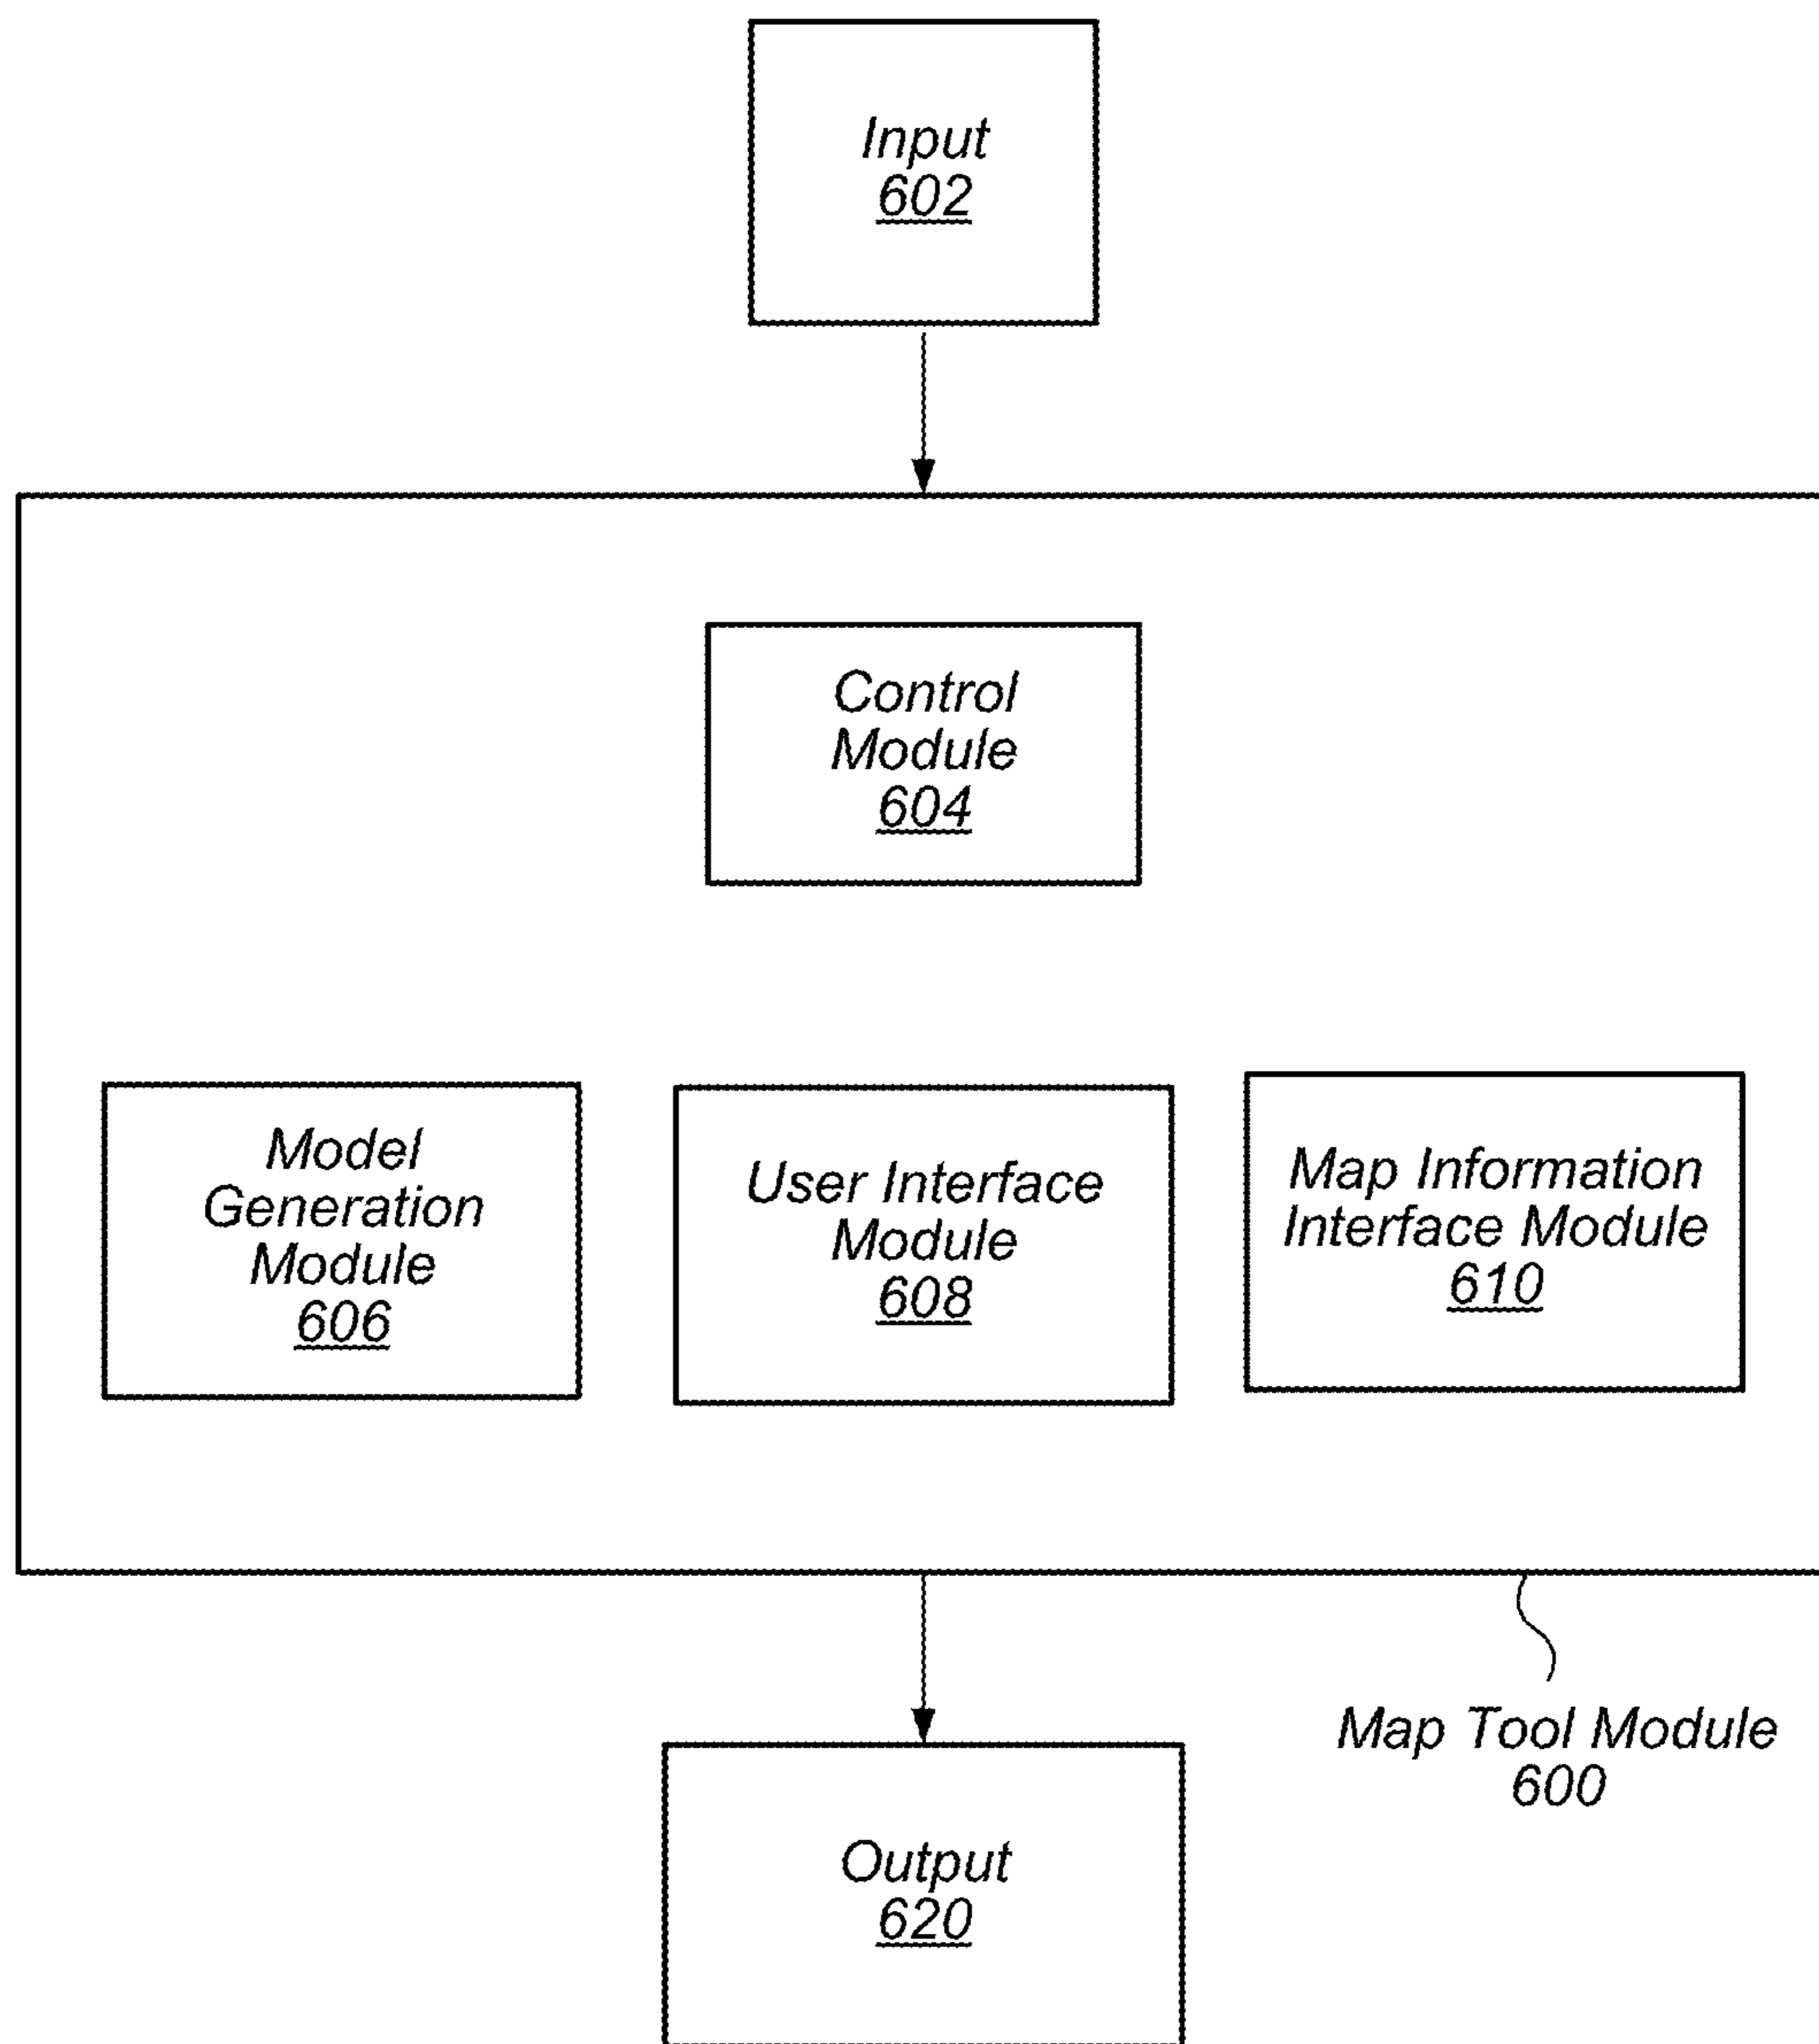 Input
602
Control
Module
604
Model
Generation
Module
606
User Interface
Module
608
Map Information
Interface Module
610
Map Tool Module
600
Output
620